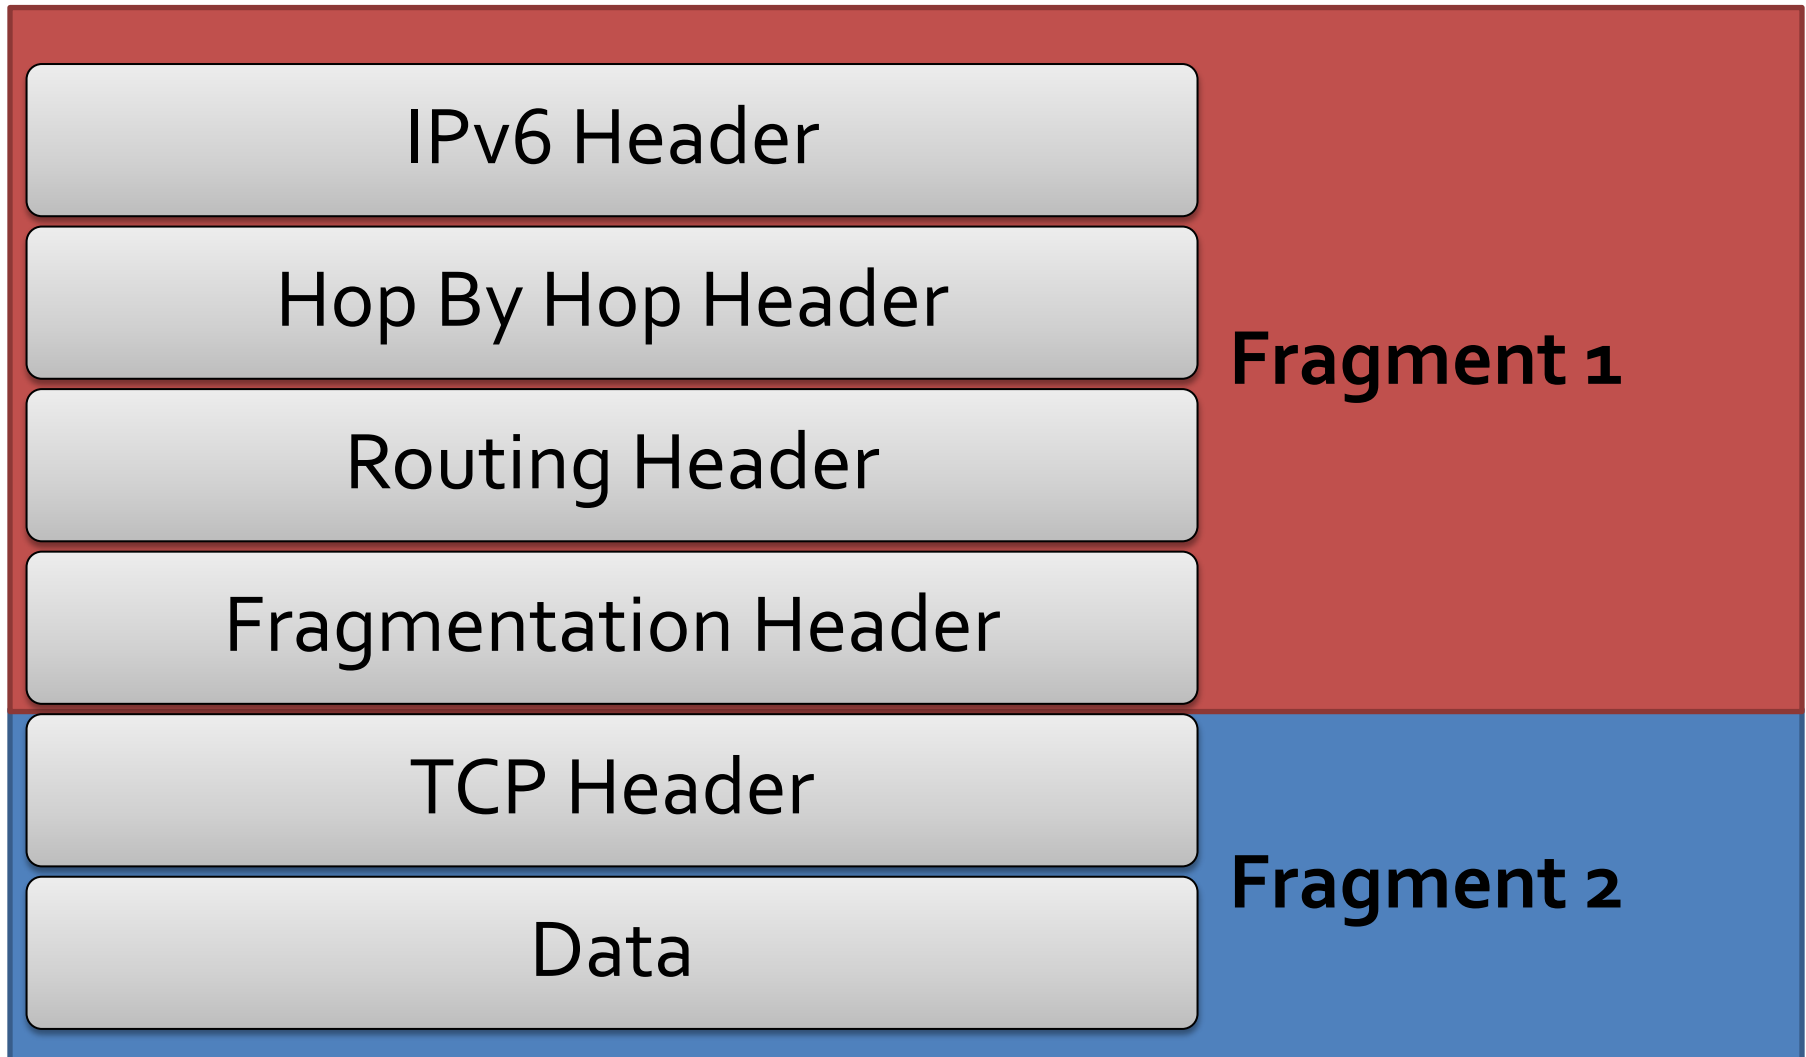 IPv6 Header
Hop By Hop Header
Routing Header
Fragment 1
Fragmentation Header
TCP Header
Fragment 2
Data